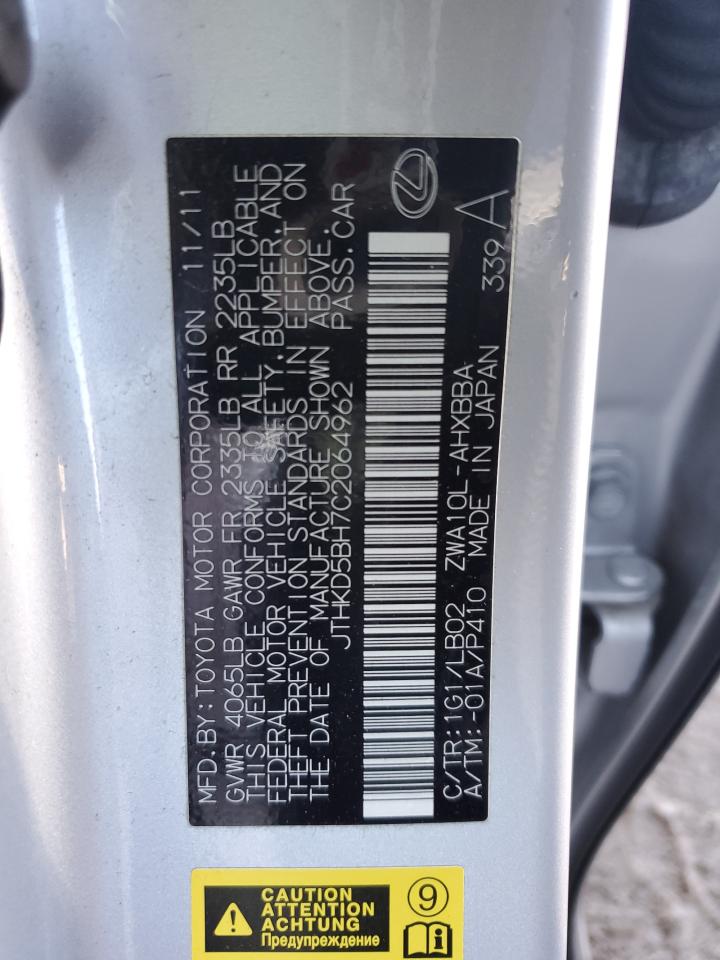 MFD.BY:TOYOTA MOTOR CORPORATION 11/11
GVWR 4065LB GAWR FR 2335LB RR 2235LB
THIS VEHICLE CONFORMS TO ALL APPLICABLE
FEDERAL MOTOR VEHICLE SAFETY,BUMPER,AND
THEFT PREVENTION STANDARDS IN EFFECT ON
THE DATE OF MANUFACTURE SHOWN ABOVE.
JTHKD5BH7C2064962 PASS.CAR
C/TR:1G1/LB02 ZWA10L-AHXBBA 339 A
A/TM:-01A/P410 MADE IN JAPAN
CAUTION
ATTENTION
ACHTUNG
Предупреждение
9
i